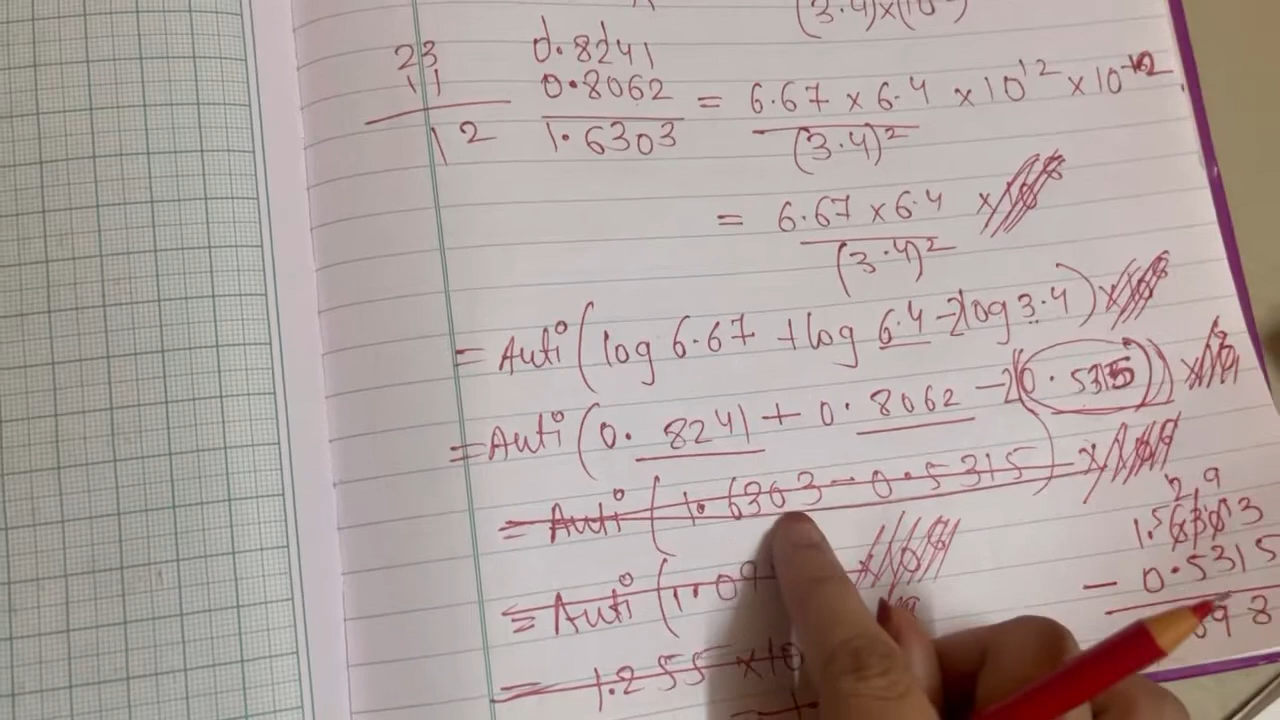 (3.4)×(10
23 0.8241
11 0.8062 = 6.67 × 6.4 × 10¹² × 10⁻¹²
12 1.6303 (3.4)²
= 6.67 × 6.4 ×
(3.4)²
= Anti (log 6.67 + log 6.4 - 2log 3.4) ×
= Anti (0.8241 + 0.8062 - 2(0.5315)) ×
= Anti (1.6303 - 0.5315) ×
1.6303
- 0.5315
98
= Anti (1.09
= 1.255 × 10